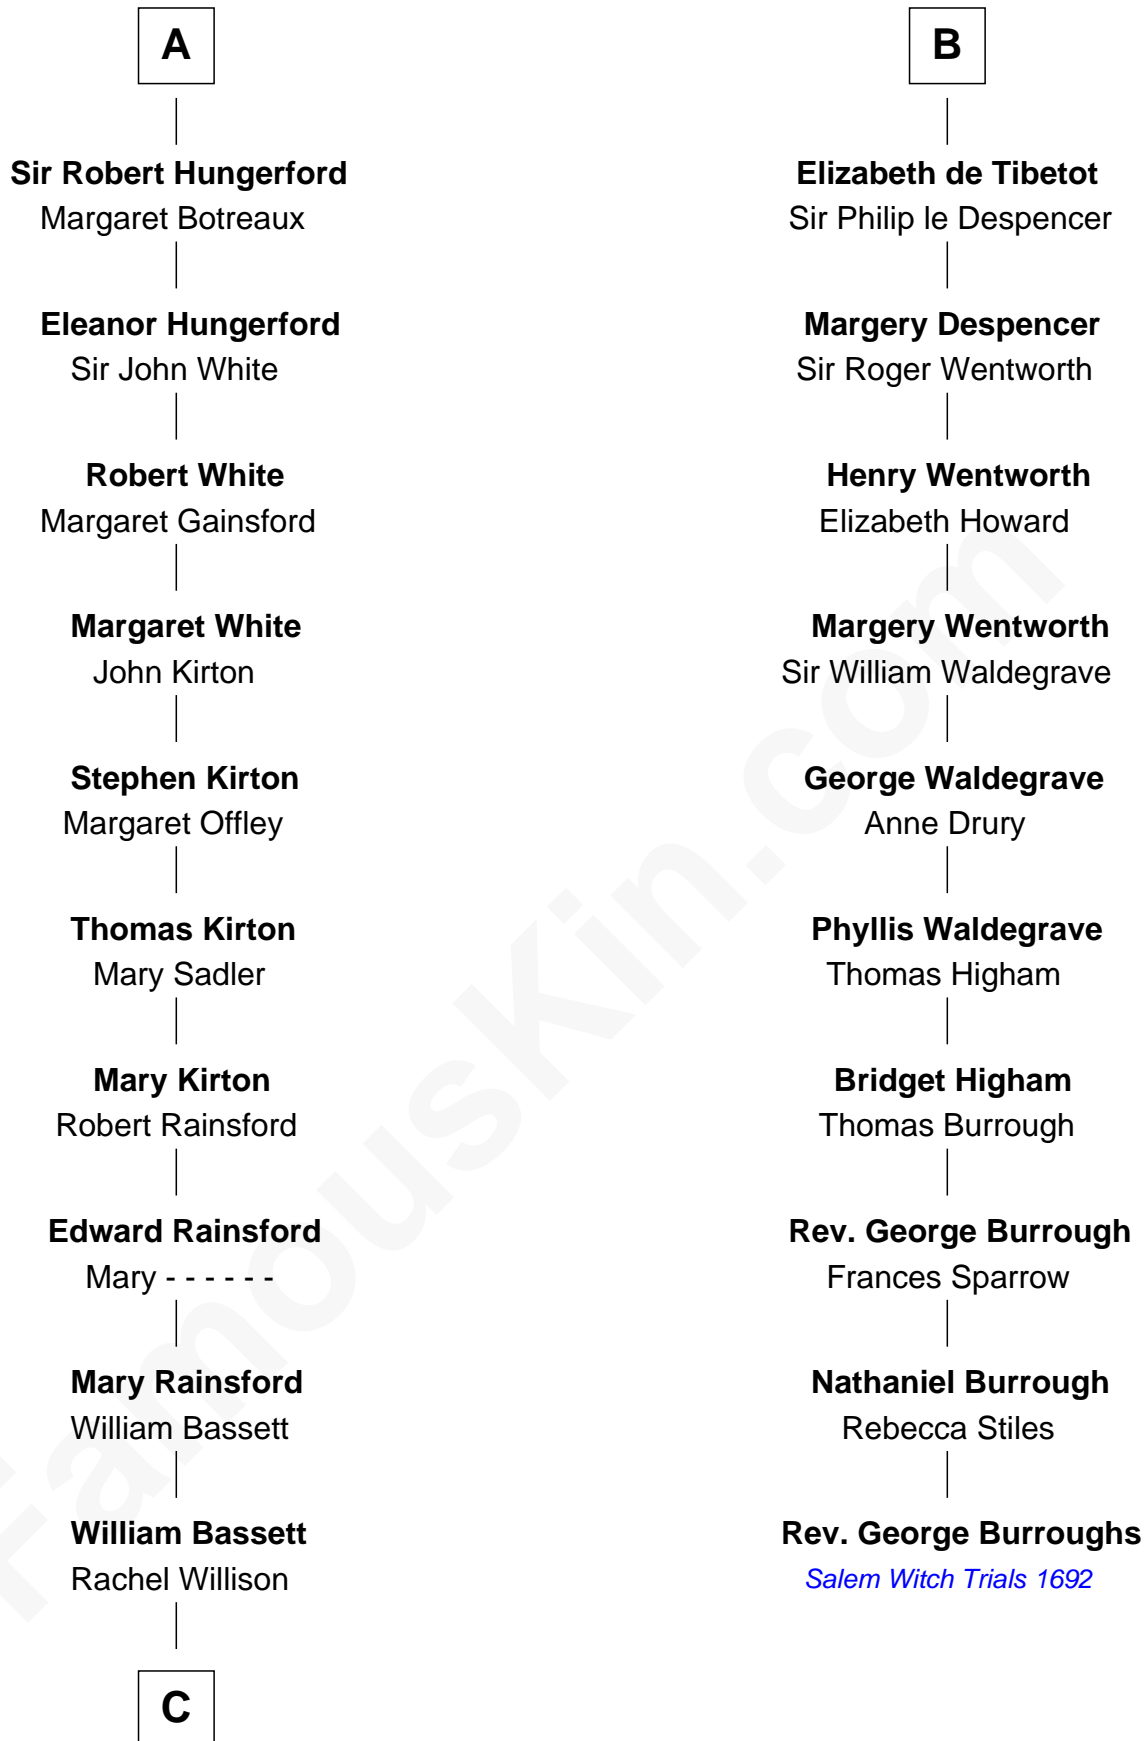 A
Sir Robert Hungerford
Margaret Botreaux
Eleanor Hungerford
Sir John White
Robert White
Margaret Gainsford
Margaret White
John Kirton
Stephen Kirton
Margaret Offley
Thomas Kirton
Mary Sadler
Mary Kirton
Robert Rainsford
Edward Rainsford
Mary - - - - - -
Mary Rainsford
William Bassett
William Bassett
Rachel Willison
C
B
Elizabeth de Tibetot
Sir Philip le Despencer
Margery Despencer
Sir Roger Wentworth
Henry Wentworth
Elizabeth Howard
Margery Wentworth
Sir William Waldegrave
George Waldegrave
Anne Drury
Phyllis Waldegrave
Thomas Higham
Bridget Higham
Thomas Burrough
Rev. George Burrough
Frances Sparrow
Nathaniel Burrough
Rebecca Stiles
Rev. George Burroughs
Salem Witch Trials 1692
FamousKin.com